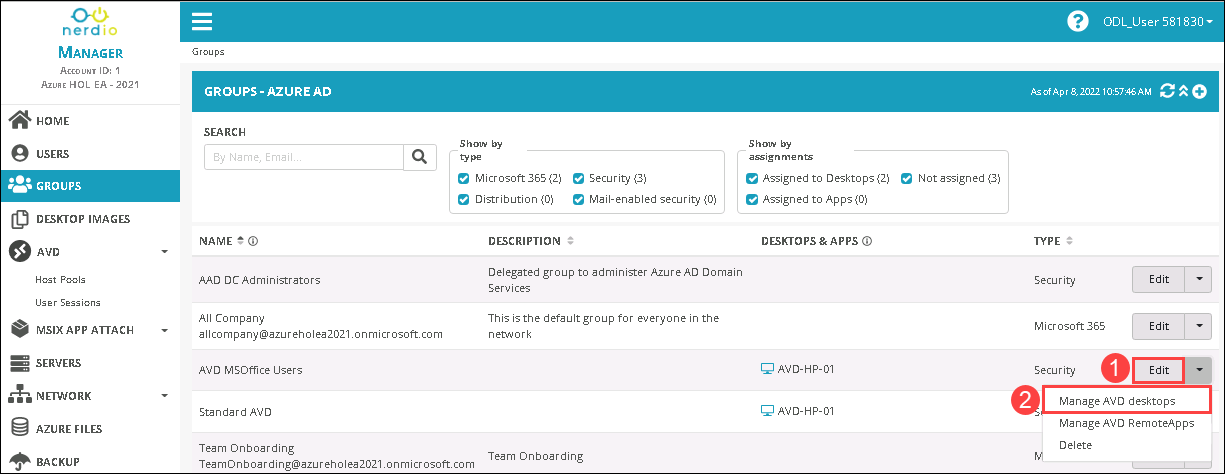 nerdio
MANAGER
ACCOUNT ID: 1
AZURE HOL EA - 2021
HOME
USERS
GROUPS
DESKTOP IMAGES
AVD
Host Pools
User Sessions
MSIX APP ATTACH
SERVERS
NETWORK
AZURE FILES
BACKUP
? ODL_User 581830
Groups
GROUPS - AZURE AD
As of Apr 8, 2022 10:57:46 AM
SEARCH
By Name, Email...
Show by
type
Microsoft 365 (2) Security (3)
Distribution (0) Mail-enabled security (0)
Show by
assignments
Assigned to Desktops (2) Not assigned (3)
Assigned to Apps (0)
NAME DESCRIPTION DESKTOPS & APPS TYPE
AAD DC Administrators
Delegated group to administer Azure AD Domain
Services
Security
Edit
All Company
allcompany@azureholea2021.onmicrosoft.com
This is the default group for everyone in the
network
Microsoft 365
Edit
AVD MSOffice Users
AVD-HP-01
Security
1
Edit
Standard AVD
AVD-HP-01
2
Manage AVD desktops
Manage AVD RemoteApps
Delete
Team Onboarding
TeamOnboarding@azureholea2021.onmicrosoft.com
Team Onboarding